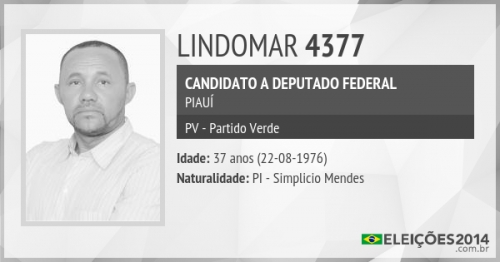 LINDOMAR 4377
CANDIDATO A DEPUTADO FEDERAL
PIAUÍ
PV - Partido Verde
Idade: 37 anos (22-08-1976)
Naturalidade: PI - Simplicio Mendes
ELEIÇÕES2014
.com.br